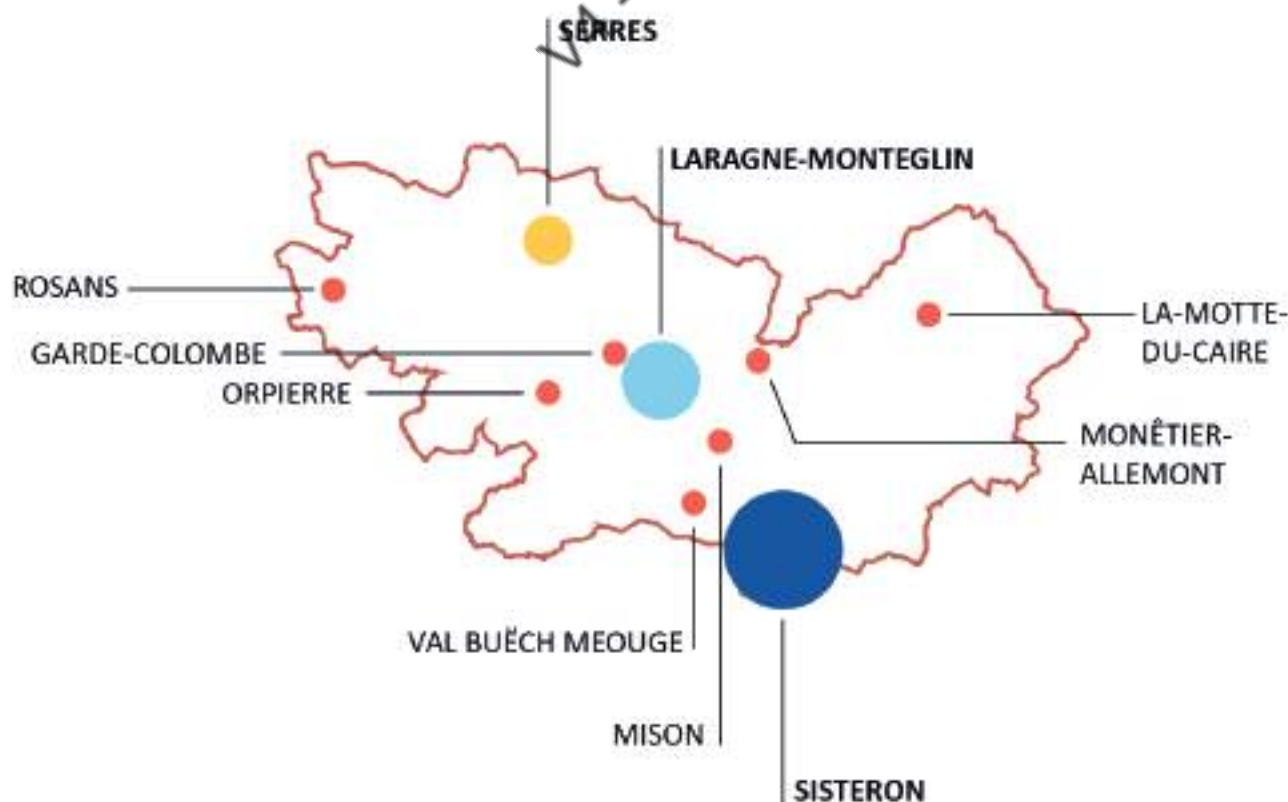 SERRES
LARAGNE-MONTEGLIN
ROSANS
LA-MOTTE-
DU-CAIRE
GARDE-COLOMBE
ORPIERRE
MONÊTIER-
ALLEMONT
VAL BUËCH MEOUGE
MISON
SISTERON